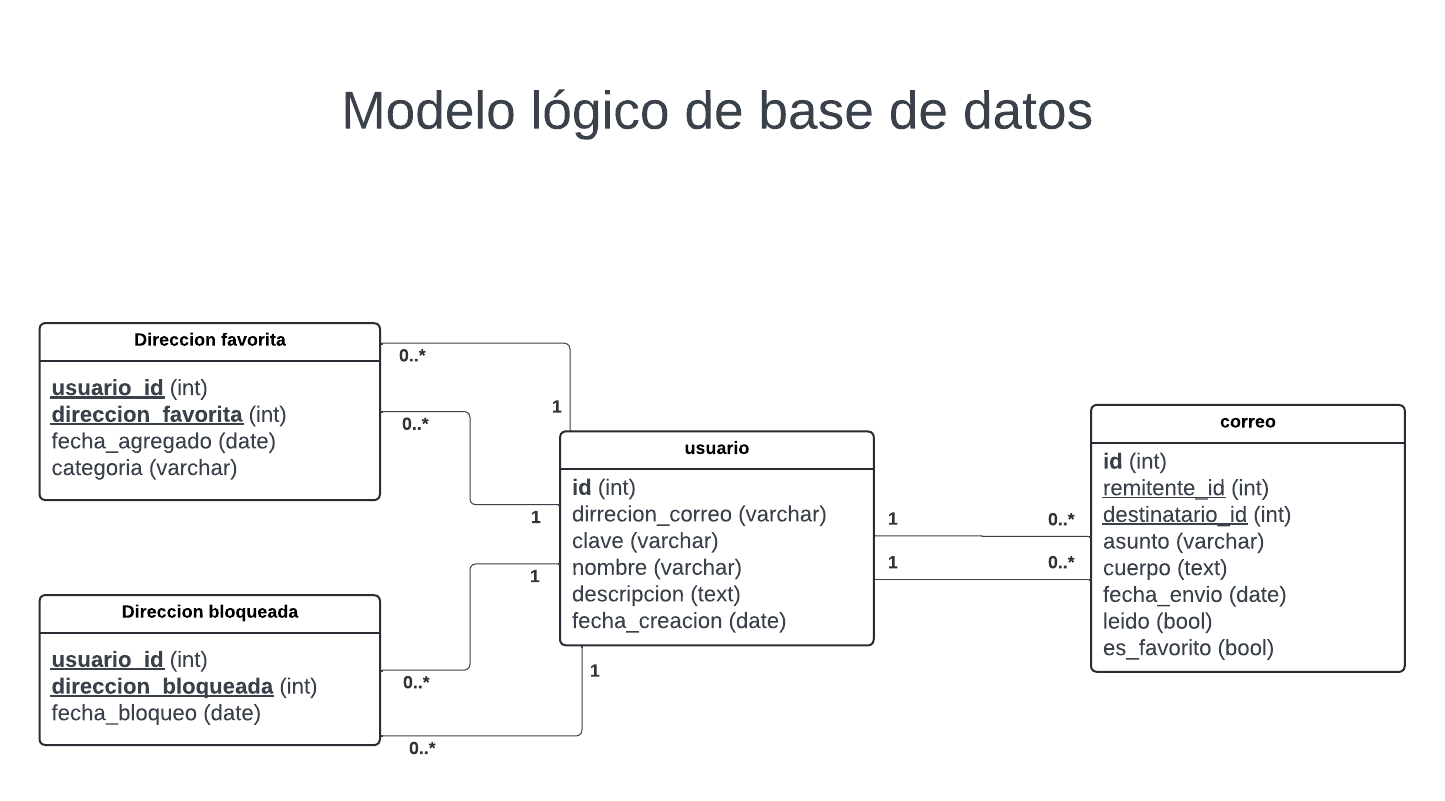 Modelo lógico de base de datos
Direccion favorita
usuario_id (int)
direccion_favorita (int)
fecha_agregado (date)
categoria (varchar)
0..*
1
0..*
1
Direccion bloqueada
usuario_id (int)
direccion_bloqueada (int)
fecha_bloqueo (date)
1
0..*
1
0..*
usuario
id (int)
dirrecion_correo (varchar)
clave (varchar)
nombre (varchar)
descripcion (text)
fecha_creacion (date)
1
0..*
1
0..*
correo
id (int)
remitente_id (int)
destinatario_id (int)
asunto (varchar)
cuerpo (text)
fecha_envio (date)
leido (bool)
es_favorito (bool)